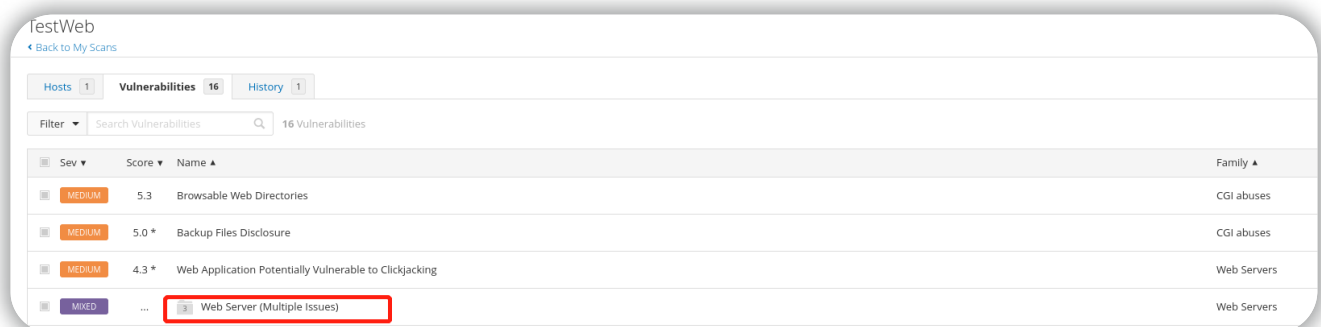 TestWeb
Back to My Scans
Hosts 1 Vulnerabilities 16 History 1
Filter Search Vulnerabilities 16 Vulnerabilities
Sev Score Name Family
MEDIUM 5.3 Browsable Web Directories CGI abuses
MEDIUM 5.0 * Backup Files Disclosure CGI abuses
MEDIUM 4.3 * Web Application Potentially Vulnerable to Clickjacking Web Servers
MIXED ... 3 Web Server (Multiple Issues) Web Servers